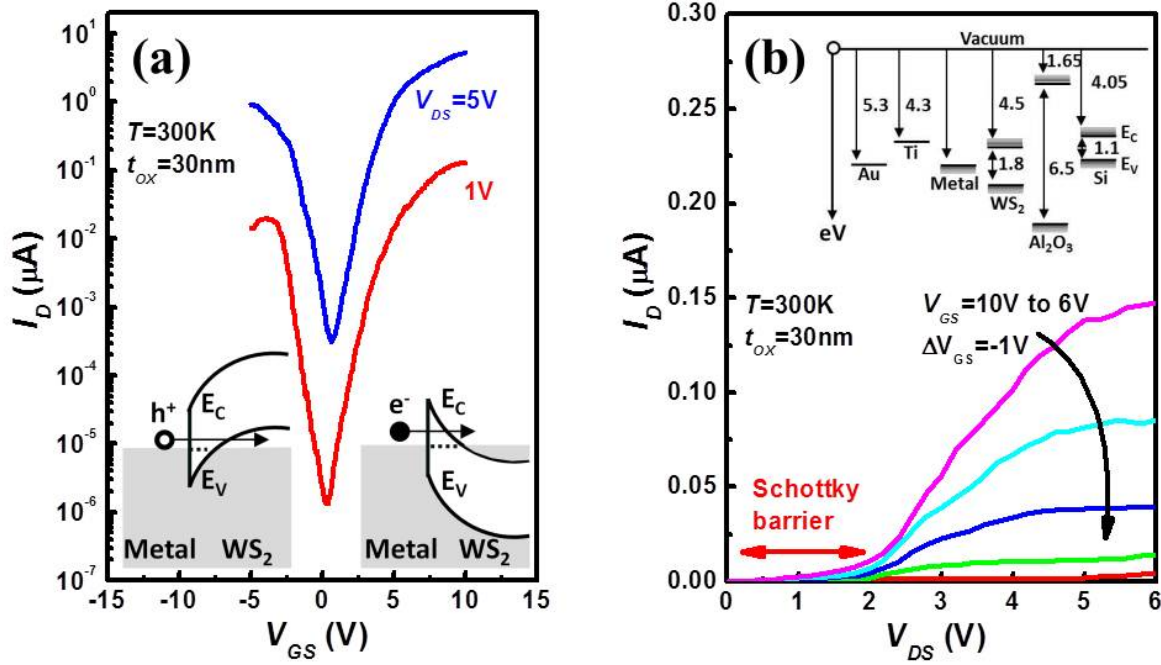 (a)
10¹
10⁰
10⁻¹
10⁻²
10⁻³
10⁻⁴
10⁻⁵
10⁻⁶
10⁻⁷
I_D (μA)
T=300K
t_OX=30nm
V_DS=5V
1V
h⁺
E_C
E_V
Metal WS₂
e⁻
E_C
E_V
Metal WS₂
-15 -10 -5 0 5 10 15
V_GS (V)
(b)
0.30
0.25
0.20
0.15
0.10
0.05
0.00
I_D (μA)
Vacuum
5.3
4.3
4.5
1.65
4.05
Au
Ti
Metal
1.8
WS₂
6.5
Al₂O₃
E_C
1.1
E_V
Si
eV
T=300K
t_OX=30nm
V_GS=10V to 6V
ΔV_GS=-1V
Schottky
barrier
0 1 2 3 4 5 6
V_DS (V)